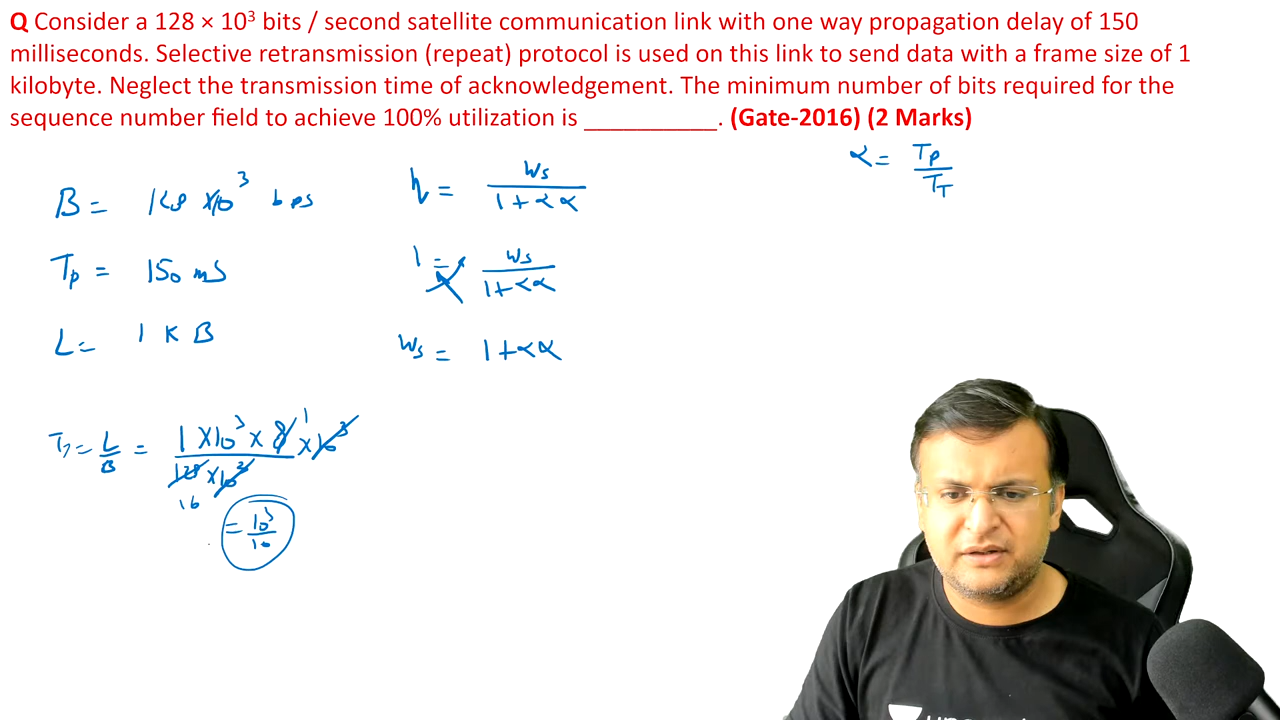 Q Consider a 128 × 10³ bits / second satellite communication link with one way propagation delay of 150
milliseconds. Selective retransmission (repeat) protocol is used on this link to send data with a frame size of 1
kilobyte. Neglect the transmission time of acknowledgement. The minimum number of bits required for the
sequence number field to achieve 100% utilization is __________. (Gate-2016) (2 Marks)
α = Tp / TT
B = 128 × 10³ bps
η = Ws / 1+2α
Tp = 150 ms
1 = Ws / 1+2α
L = 1 KB
Ws = 1+2α
= L/B = 1 × 10³ × 8 × 10³ / 128 × 10³
1
16
= 10³ / 16